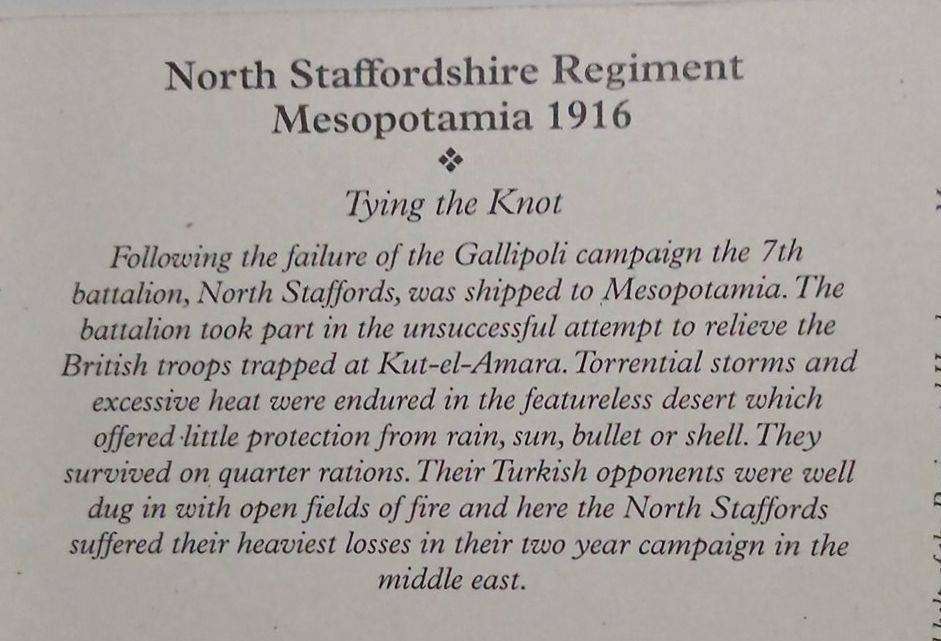 North Staffordshire Regiment
Mesopotamia 1916
Tying the Knot
Following the failure of the Gallipoli campaign the 7th
battalion, North Staffords, was shipped to Mesopotamia. The
battalion took part in the unsuccessful attempt to relieve the
British troops trapped at Kut-el-Amara. Torrential storms and
excessive heat were endured in the featureless desert which
offered little protection from rain, sun, bullet or shell. They
survived on quarter rations. Their Turkish opponents were well
dug in with open fields of fire and here the North Staffords
suffered their heaviest losses in their two year campaign in the
middle east.